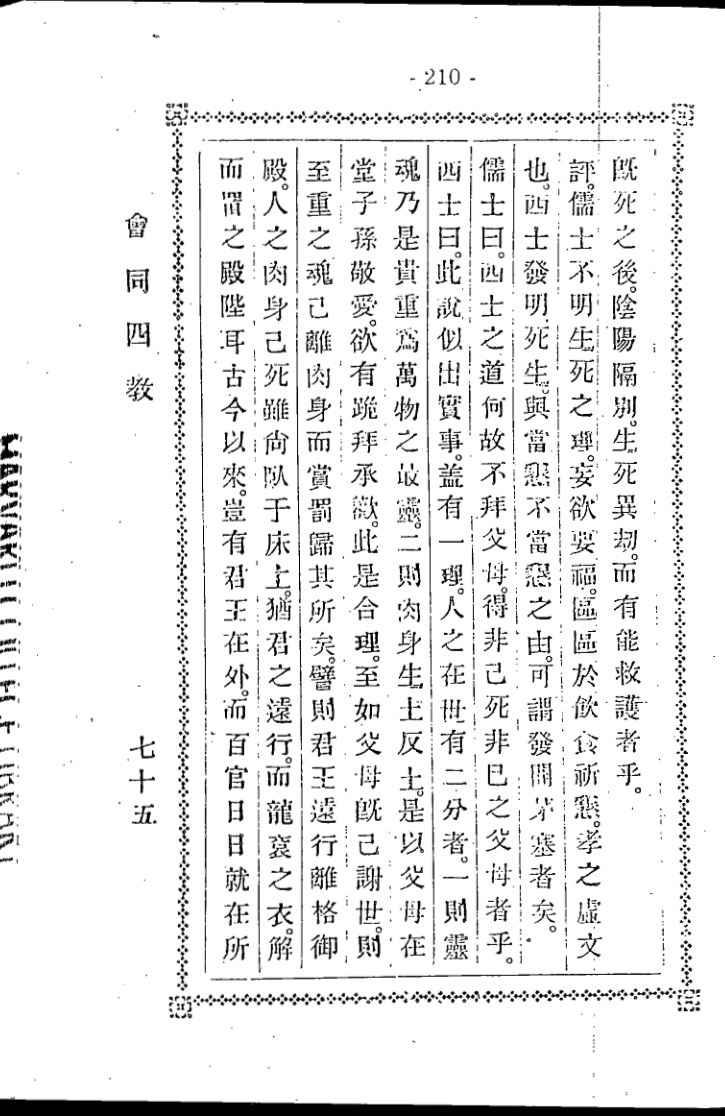 - 210 -
旣死之後。陰陽隔別。生死異刧。而有能救護者乎。
評。儒士不明生死之理。妄欲要福。區區於飲食祈懇。孝之虛文
也。西士發明死生。與當懇不當懇之由。可謂發開茅塞者矣。
儒士曰。西士之道何故不拜父母。得非己死非巳之父母者乎。
西士曰。此說似出實事。盖有一理。人之在世有二分者。一則靈
魂乃是貴重爲萬物之最靈。二則肉身生土反土。是以父母在
堂子孫敬愛。欲有跪拜承歡。此是合理。至如父母旣己謝世。則
至重之魂己離肉身而賞罰歸其所矣。譬則君王遠行離格御
殿。人之肉身己死雖尙臥于床上。猶君之遠行。而龍袞之衣。解
而畱之殿陛耳古今以來。豈有君王在外。而百官日日就在所
會同四教
七十五